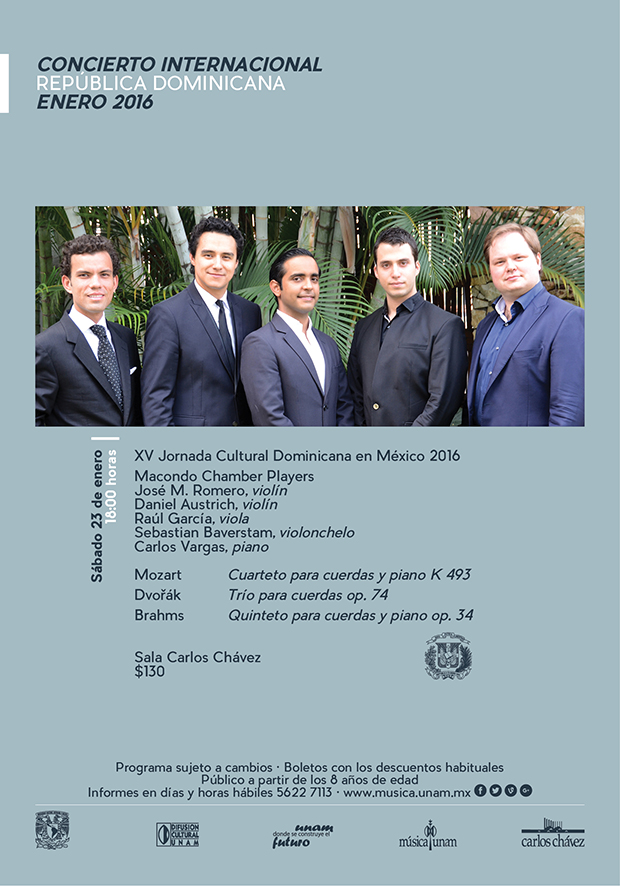 CONCIERTO INTERNACIONAL
REPÚBLICA DOMINICANA
ENERO 2016
Sábado 23 de enero
18:00 horas
XV Jornada Cultural Dominicana en México 2016
Macondo Chamber Players
José M. Romero, violín
Daniel Austrich, violín
Raúl García, viola
Sebastian Baverstam, violonchelo
Carlos Vargas, piano
Mozart Cuarteto para cuerdas y piano K 493
Dvořák Trío para cuerdas op. 74
Brahms Quinteto para cuerdas y piano op. 34
Sala Carlos Chávez
$130
Programa sujeto a cambios · Boletos con los descuentos habituales
Público a partir de los 8 años de edad
Informes en días y horas hábiles 5622 7113 · www.musica.unam.mx
DIFUSIÓN
CULTURAL
UNAM
unam
donde se construye el
futuro
música unam
carlos chávez